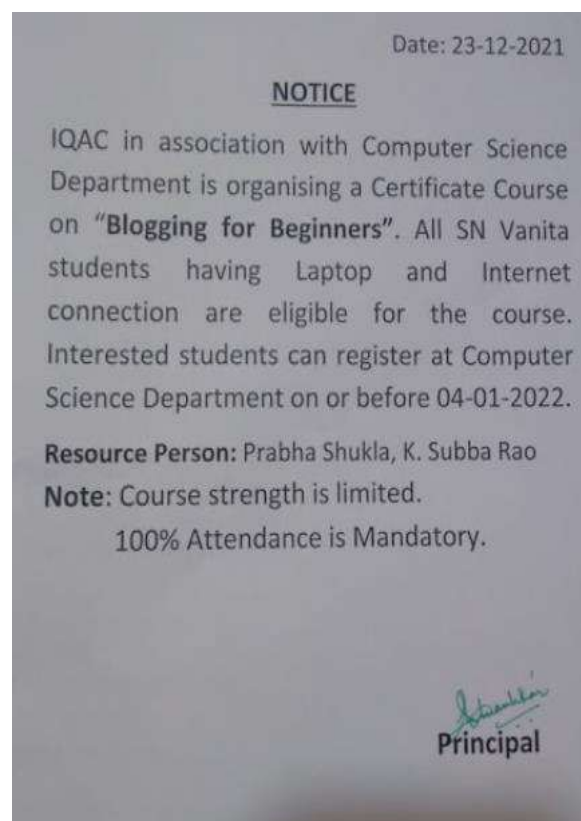 Date: 23-12-2021
NOTICE
IQAC in association with Computer Science
Department is organising a Certificate Course
on “Blogging for Beginners”. All SN Vanita
students having Laptop and Internet
connection are eligible for the course.
Interested students can register at Computer
Science Department on or before 04-01-2022.
Resource Person: Prabha Shukla, K. Subba Rao
Note: Course strength is limited.
100% Attendance is Mandatory.
Principal